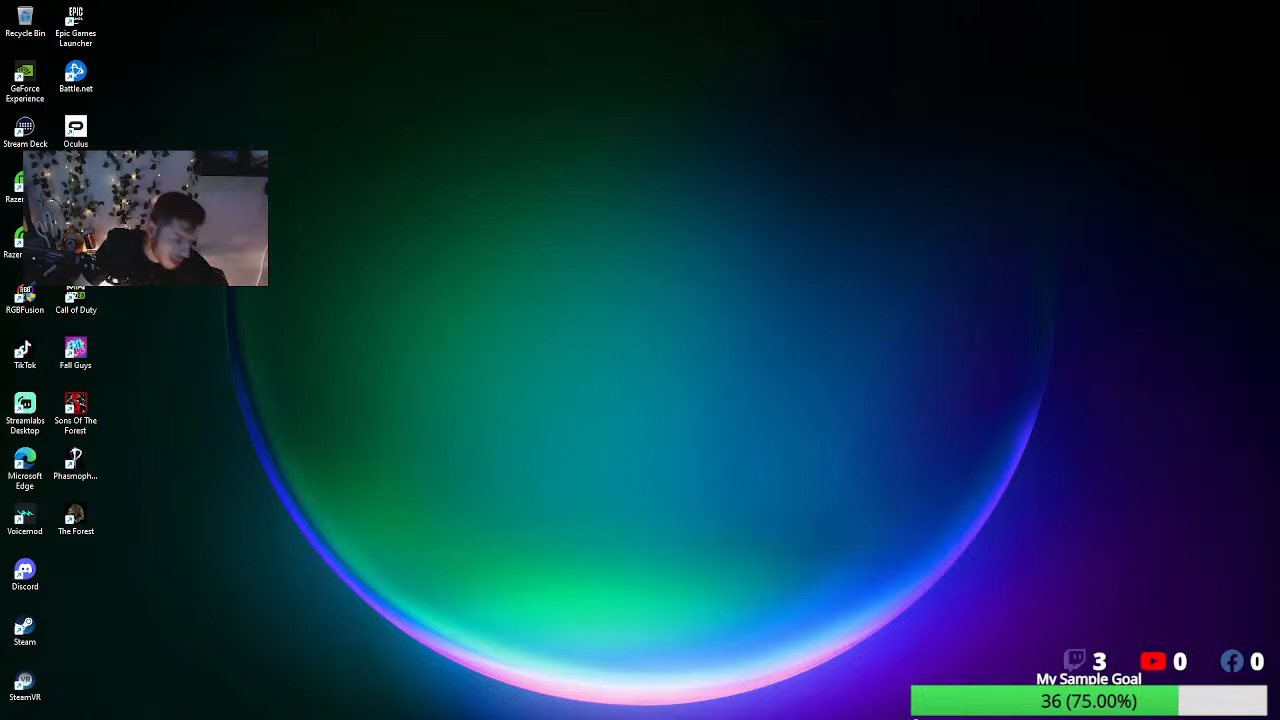 Recycle Bin
Epic Games
Launcher
GeForce
Experience
Battle.net
Stream Deck
Oculus
Razer
Razer
RGBFusion
Call of Duty
TikTok
Fall Guys
Streamlabs
Desktop
Sons Of The
Forest
Microsoft
Edge
Phasmoph...
Voicemod
The Forest
Discord
Steam
SteamVR
3
0
0
My Sample Goal
36 (75.00%)